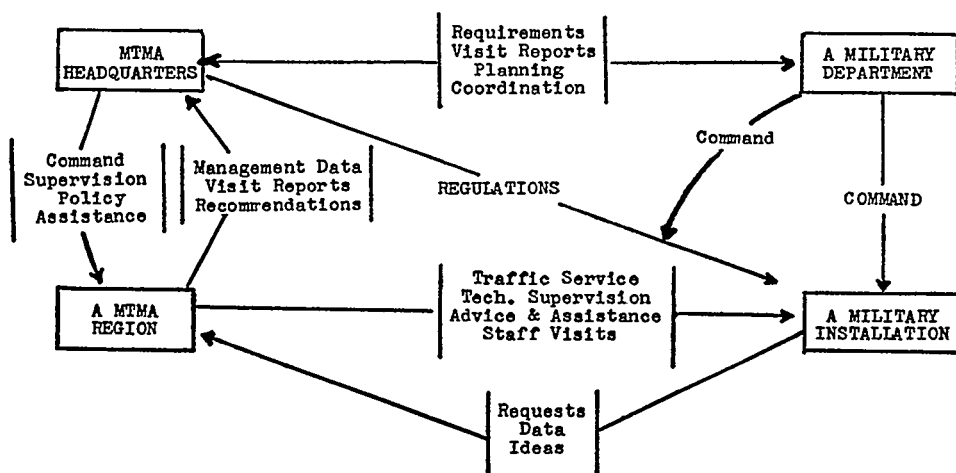 MTMA
HEADQUARTERS
Requirements
Visit Reports
Planning
Coordination
A MILITARY
DEPARTMENT
Command
Command
Supervision
Policy
Assistance
Management Data
Visit Reports
Recommendations
REGULATIONS
COMMAND
A MTMA
REGION
Traffic Service
Tech. Supervision
Advice & Assistance
Staff Visits
A MILITARY
INSTALLATION
Requests
Data
Ideas